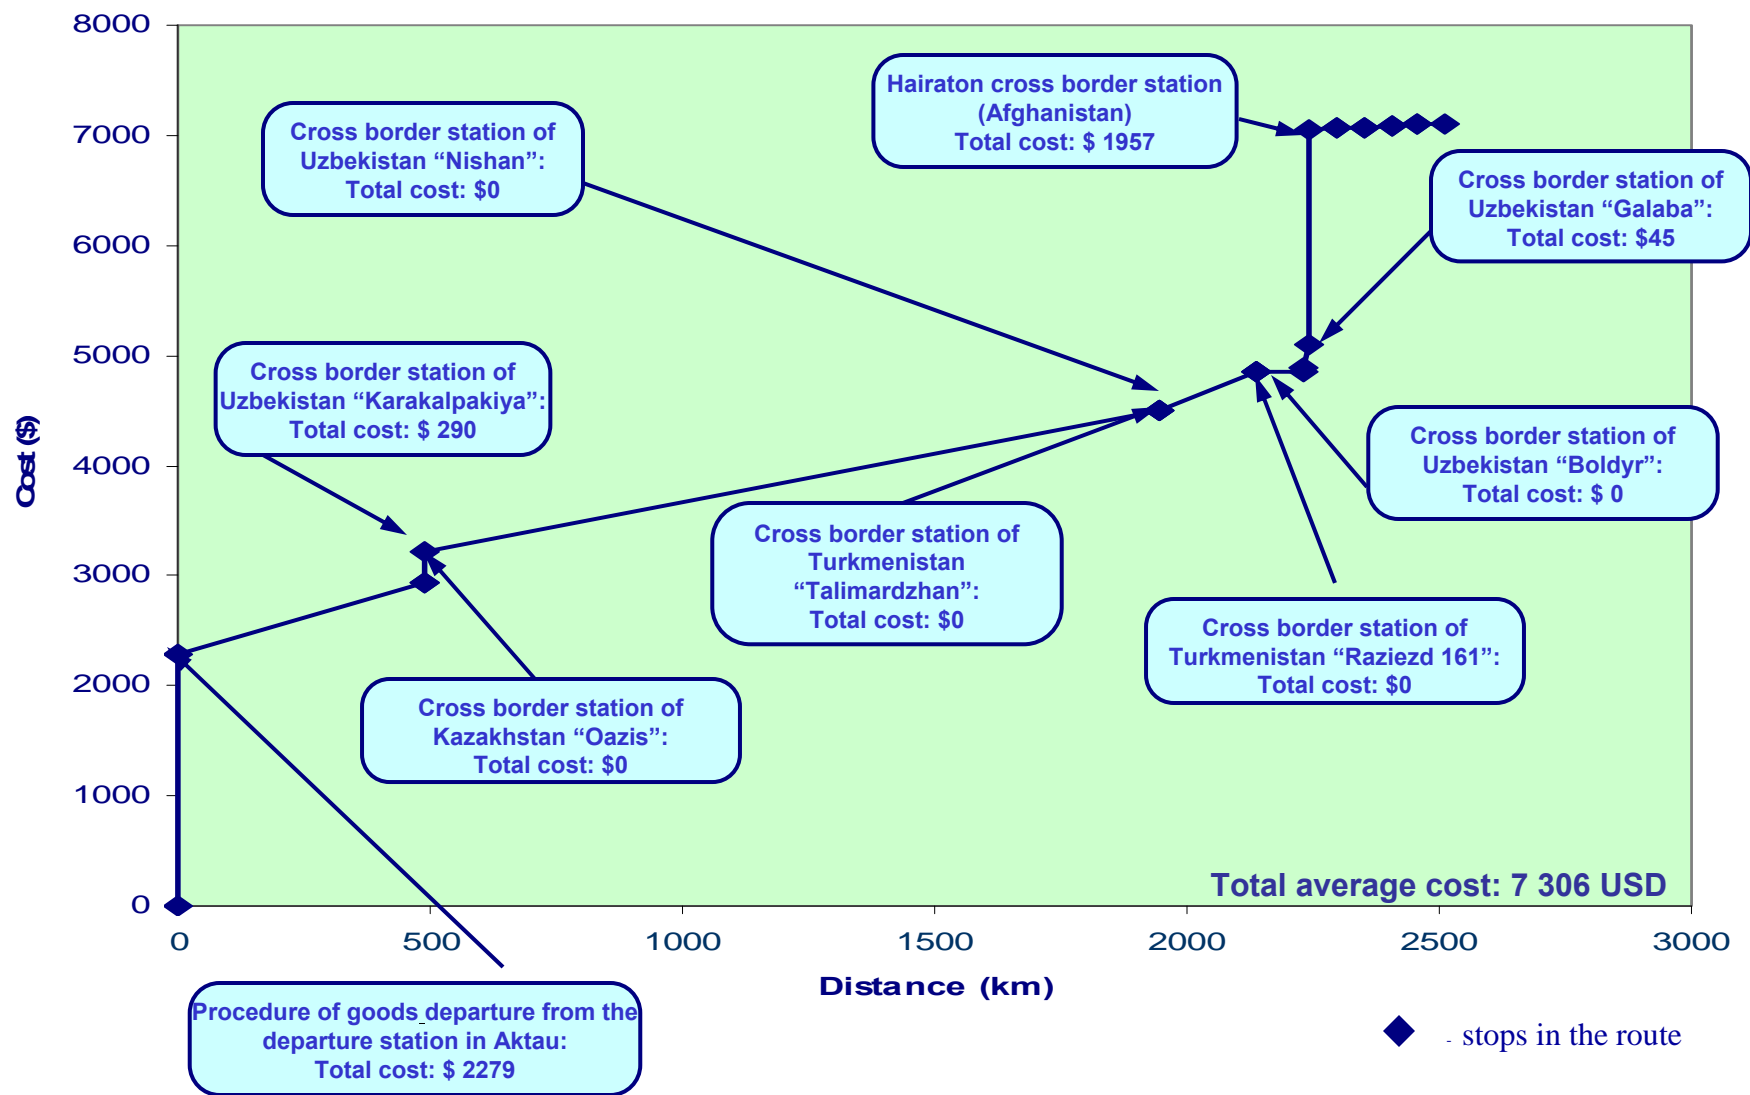 8000
7000
6000
5000
4000
3000
2000
1000
0
Cost ($)
Hairaton cross border station
(Afghanistan)
Total cost: $ 1957
Cross border station of
Uzbekistan “Nishan”:
Total cost: $0
Cross border station of
Uzbekistan “Galaba”:
Total cost: $45
Cross border station of
Uzbekistan “Karakalpakiya”:
Total cost: $ 290
Cross border station of
Uzbekistan “Boldyr”:
Total cost: $ 0
Cross border station of
Turkmenistan
“Talimardzhan”:
Total cost: $0
Cross border station of
Turkmenistan “Raziezd 161”:
Total cost: $0
Cross border station of
Kazakhstan “Oazis”:
Total cost: $0
Total average cost: 7 306 USD
0 500 1000 1500 2000 2500 3000
Distance (km)
Procedure of goods departure from the
departure station in Aktau:
Total cost: $ 2279
- stops in the route